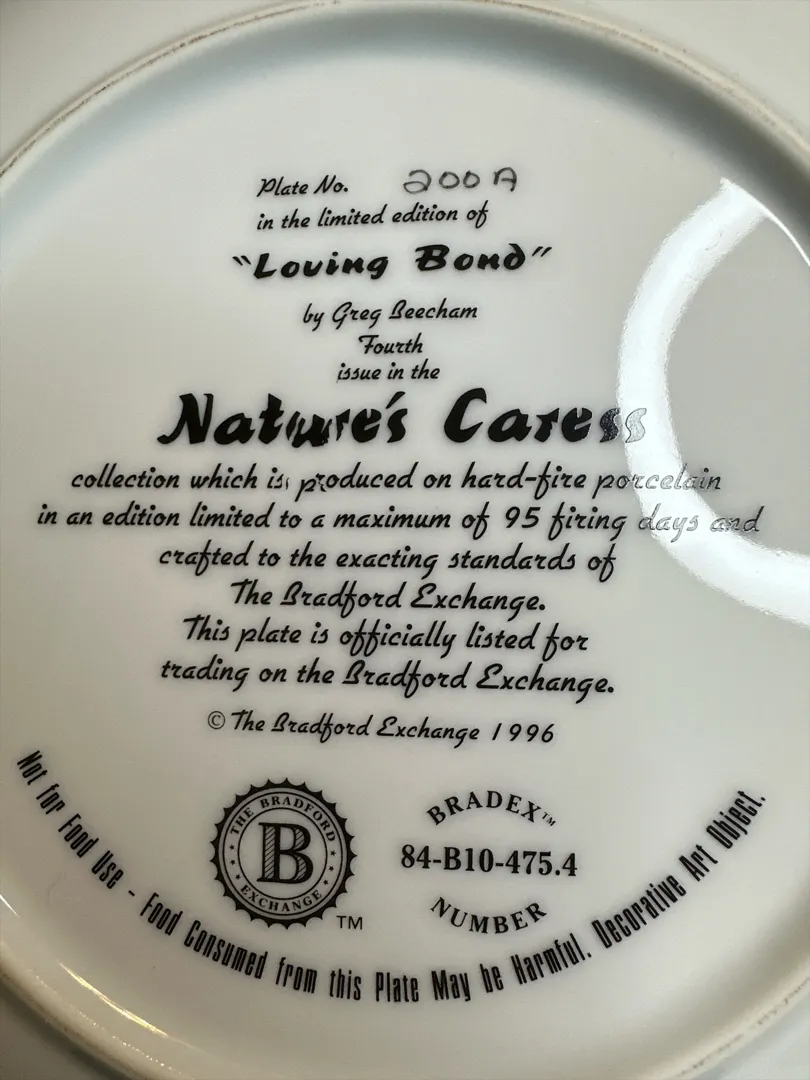 Plate No. 200A
in the limited edition of
"Loving Bond"
by Greg Beecham
Fourth
issue in the
Nature's Caress
collection which is produced on hard-fire porcelain
in an edition limited to a maximum of 95 firing days and
crafted to the exacting standards of
The Bradford Exchange.
This plate is officially listed for
trading on the Bradford Exchange.
© The Bradford Exchange 1996
THE BRADFORD
B
EXCHANGE
TM
BRADEX™
84-B10-475.4
NUMBER
Not for Food Use - Food Consumed from this Plate May be Harmful. Decorative Art Object.